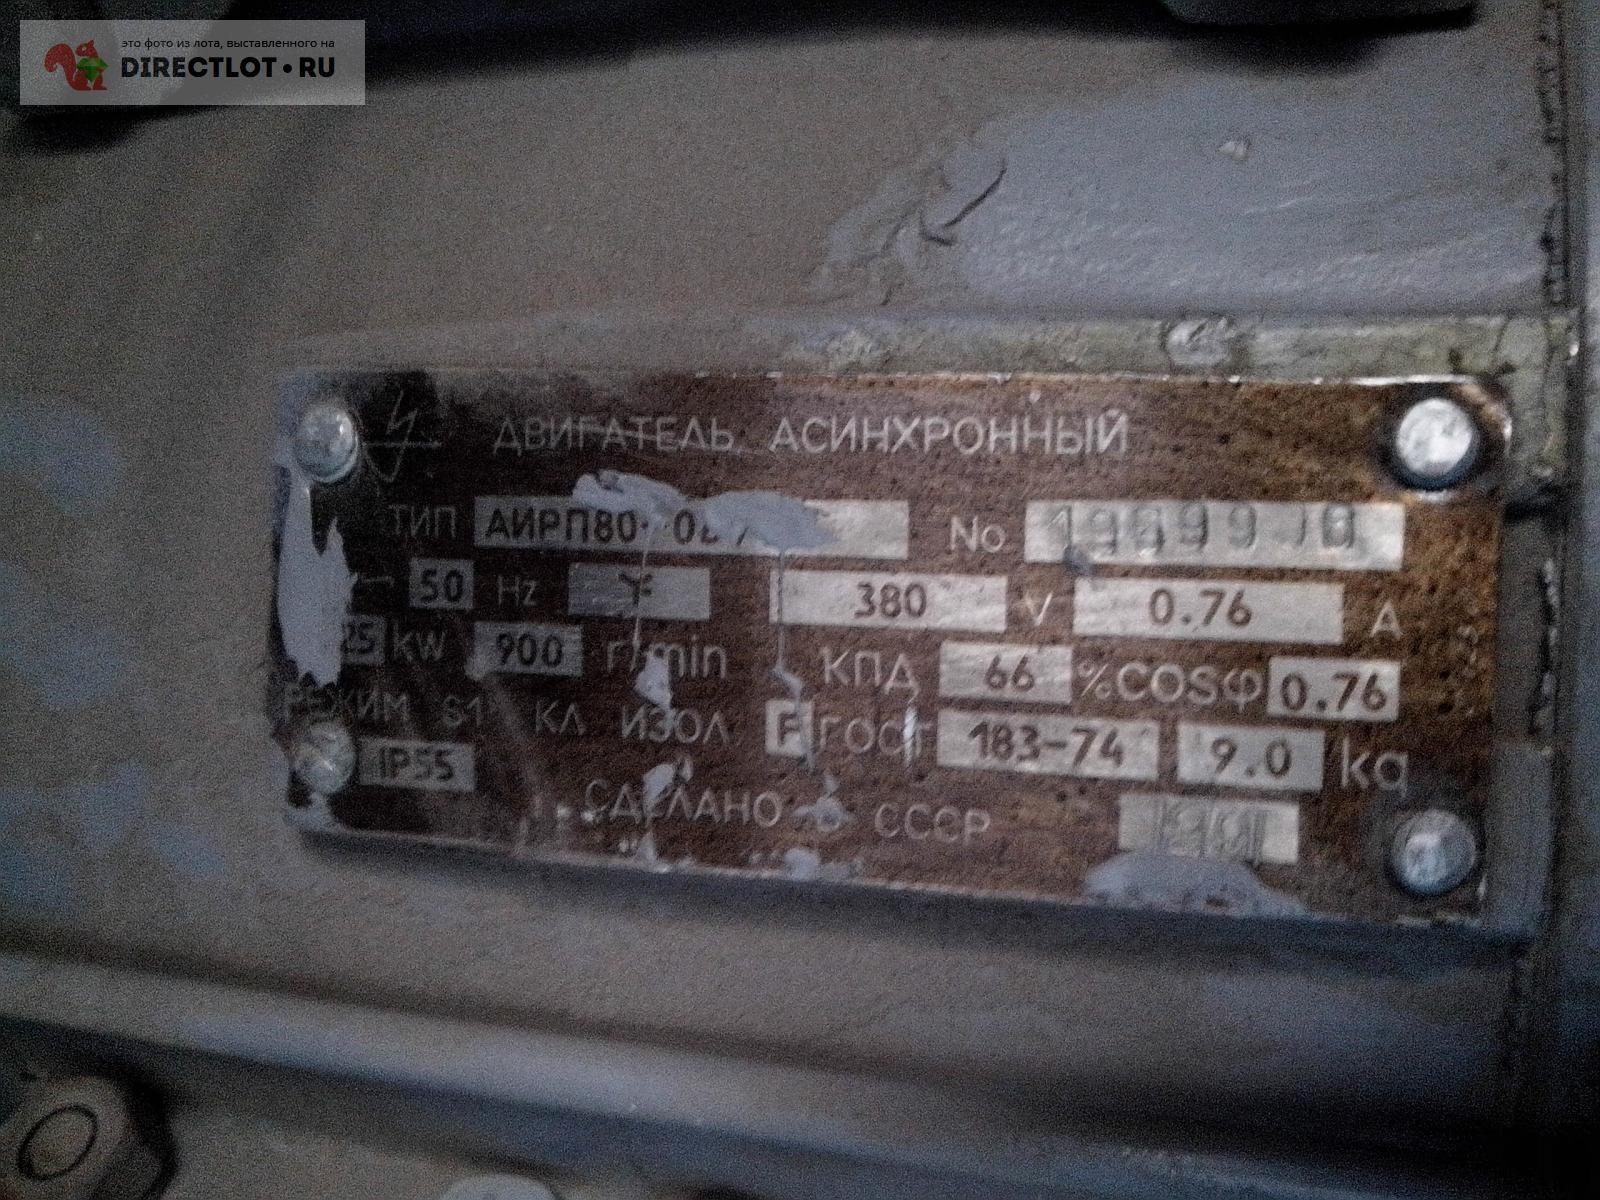 это фото из лота, выставленного на
DIRECTLOT•RU
ДВИГАТЕЛЬ АСИНХРОННЫЙ
ТИП АИРП80 No
50 Hz Y 380 V 0.76 A
25 kw 900 r/min КПД 66 % COSφ 0.76
РЕЖИМ S1 КЛ ИЗОЛ. F ГОСТ 183-74 9.0 kg
IP55
СДЕЛАНО В СССР